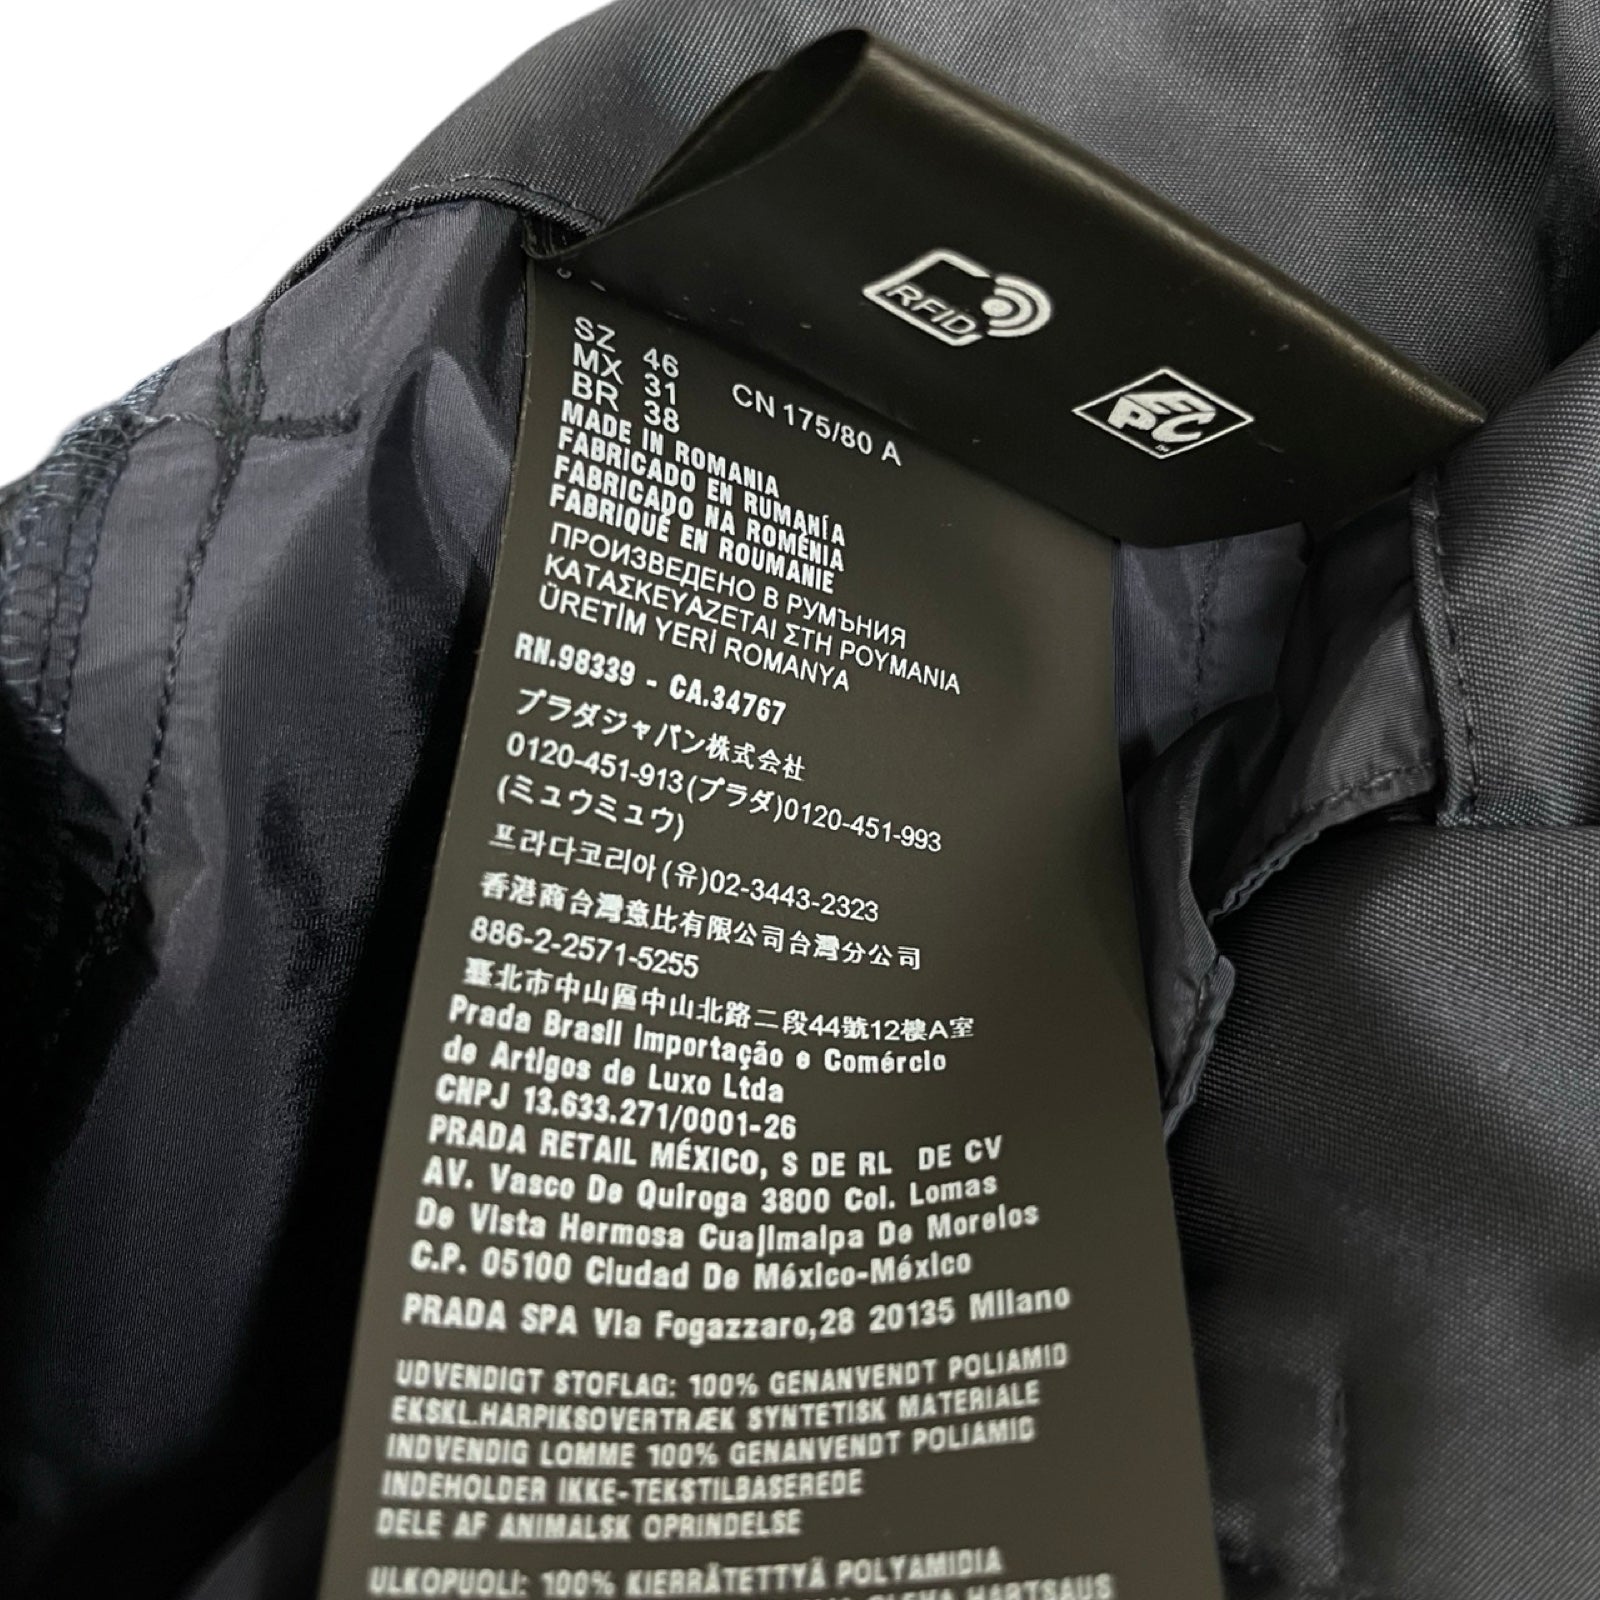 RFID
EPC
SZ 46
MX 31 CN 175/80 A
BR 38
MADE IN ROMANIA
FABRICADO EN RUMANÍA
FABRICADO NA ROMÉNIA
FABRIQUÉ EN ROUMANIE
ПРОИЗВЕДЕНО В РУМЪНИЯ
ΚΑΤΑΣΚΕΥΑΖΕΤΑΙ ΣΤΗ ΡΟΥΜΑΝΙΑ
ÜRETİM YERİ ROMANYA
RN.98339 - CA.34767
プラダジャパン株式会社
0120-451-913(プラダ)0120-451-993
(ミュウミュウ)
프라다코리아(유)02-3443-2323
香港商台灣意比有限公司台灣分公司
886-2-2571-5255
臺北市中山區中山北路二段44號12樓A室
Prada Brasil Importação e Comércio
de Artigos de Luxo Ltda
CNPJ 13.633.271/0001-26
PRADA RETAIL MÉXICO, S DE RL DE CV
AV. Vasco De Quiroga 3800 Col. Lomas
De Vista Hermosa Cuajimalpa De Morelos
C.P. 05100 Ciudad De México-México
PRADA SPA Via Fogazzaro,28 20135 Milano
UDVENDIGT STOFLAG: 100% GENANVENDT POLIAMID
EKSKL.HARPIKSOVERTRÆK SYNTETISK MATERIALE
INDVENDIG LOMME 100% GENANVENDT POLIAMID
INDEHOLDER IKKE-TEKSTILBASEREDE
DELE AF ANIMALSK OPRINDELSE
ULKOPUOLI: 100% KIERRÄTETTYÄ POLYAMIDIA
OLEVA HARTSAUS